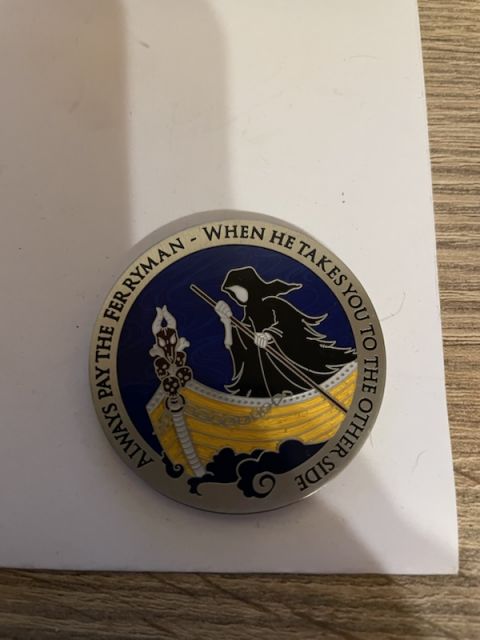 ALWAYS PAY THE FERRYMAN - WHEN HE TAKES YOU TO THE OTHER SIDE